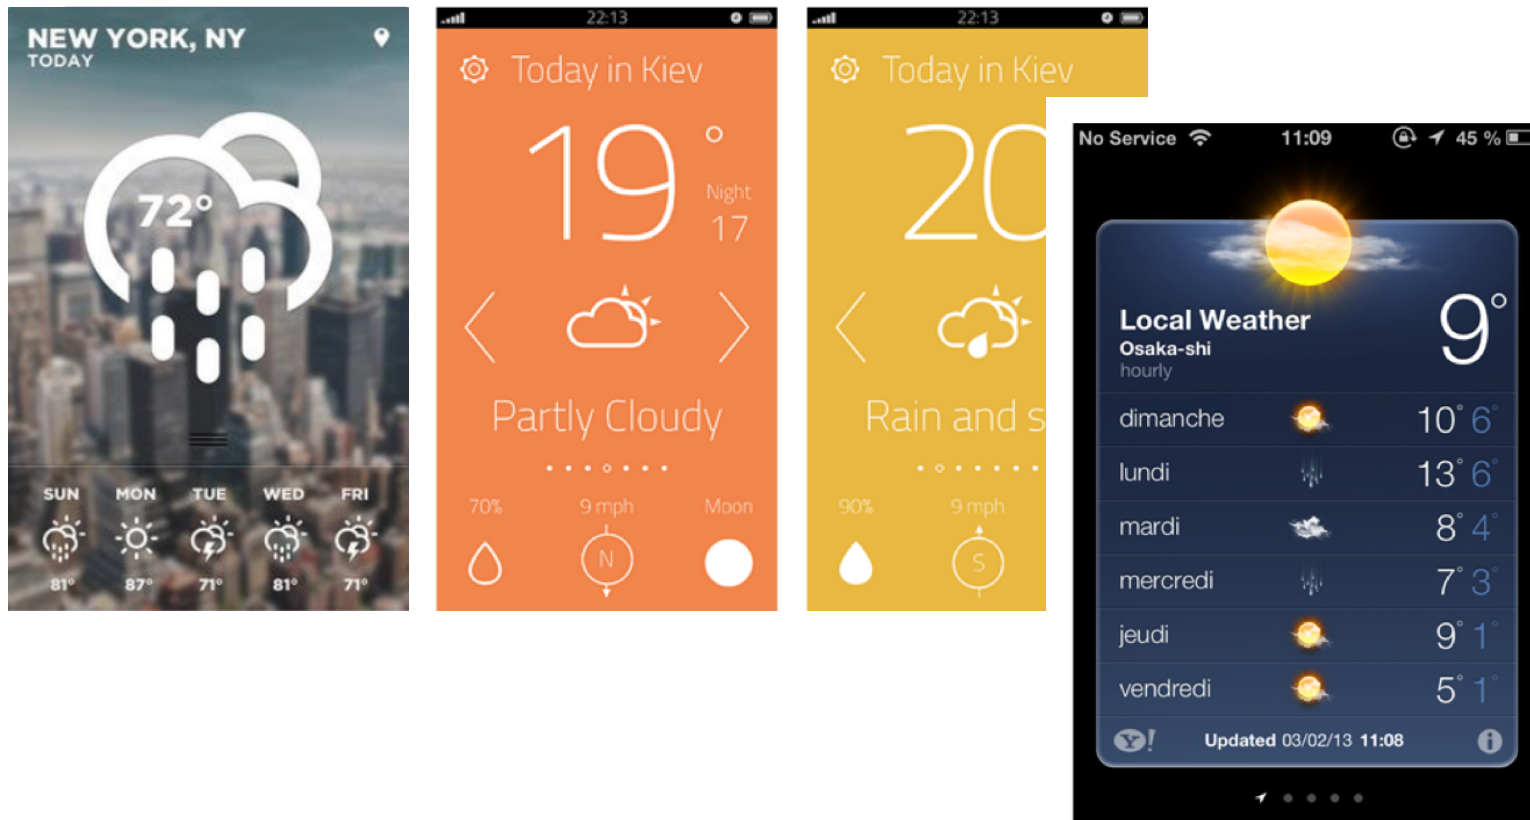 NEW YORK, NY
TODAY
72°
SUN MON TUE WED FRI
81° 87° 71° 81° 71°
22:13
Today in Kiev
19°
Night
17
Partly Cloudy
70% 9 mph Moon
N
22:13
Today in Kiev
20
Rain and s
90% 9 mph
S
No Service 11:09 45 %
Local Weather
Osaka-shi
hourly
9°
dimanche 10° 6°
lundi 13° 6°
mardi 8° 4°
mercredi 7° 3°
jeudi 9° 1°
vendredi 5° 1°
Y! Updated 03/02/13 11:08 i